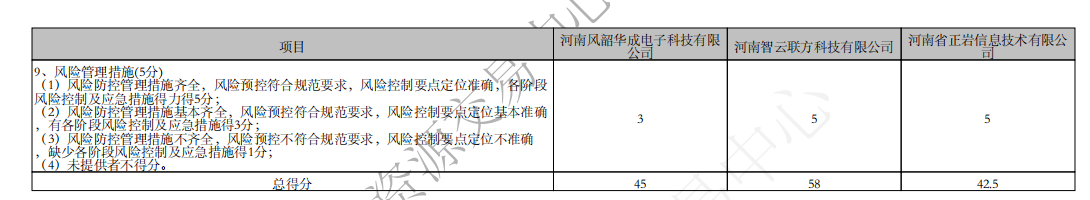 项目
河南风韶华成电子科技有限
公司
河南智云联方科技有限公司
河南省正岩信息技术有限公
司
9、风险管理措施(5分)
（1）风险防控管理措施齐全，风险预控符合规范要求，风险控制要点定位准确，各阶段
风险控制及应急措施得力得5分；
（2）风险防控管理措施基本齐全，风险预控符合规范要求，风险控制要点定位基本准确
，有各阶段风险控制及应急措施得3分；
（3）风险防控管理措施不齐全，风险预控不符合规范要求，风险控制要点定位不准确
，缺少各阶段风险控制及应急措施得1分；
（4）未提供者不得分。
3
5
5
总得分
45
58
42.5
资源交易中心
中心